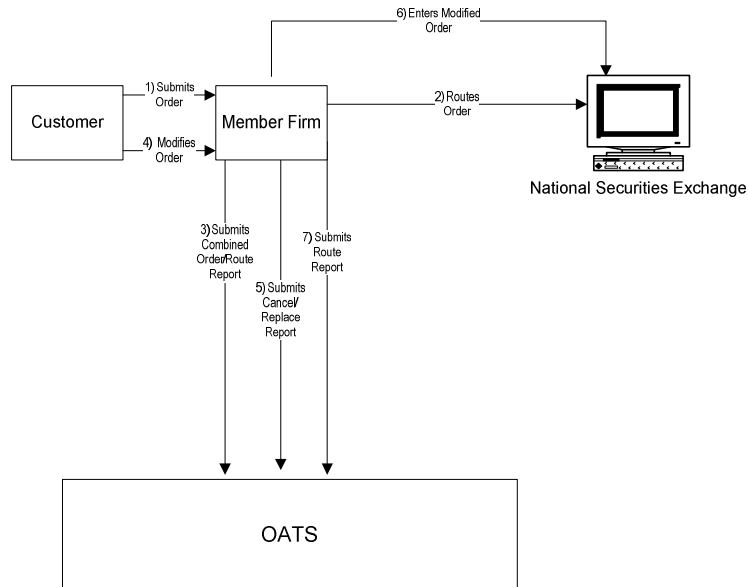 6) Enters Modified
Order
1) Submits
Order
Customer
Member Firm
2) Routes
Order
4) Modifies
Order
National Securities Exchange
3) Submits
Combined
Order/Route
Report
7) Submits
Route
Report
5) Submits
Cancel/
Replace
Report
OATS